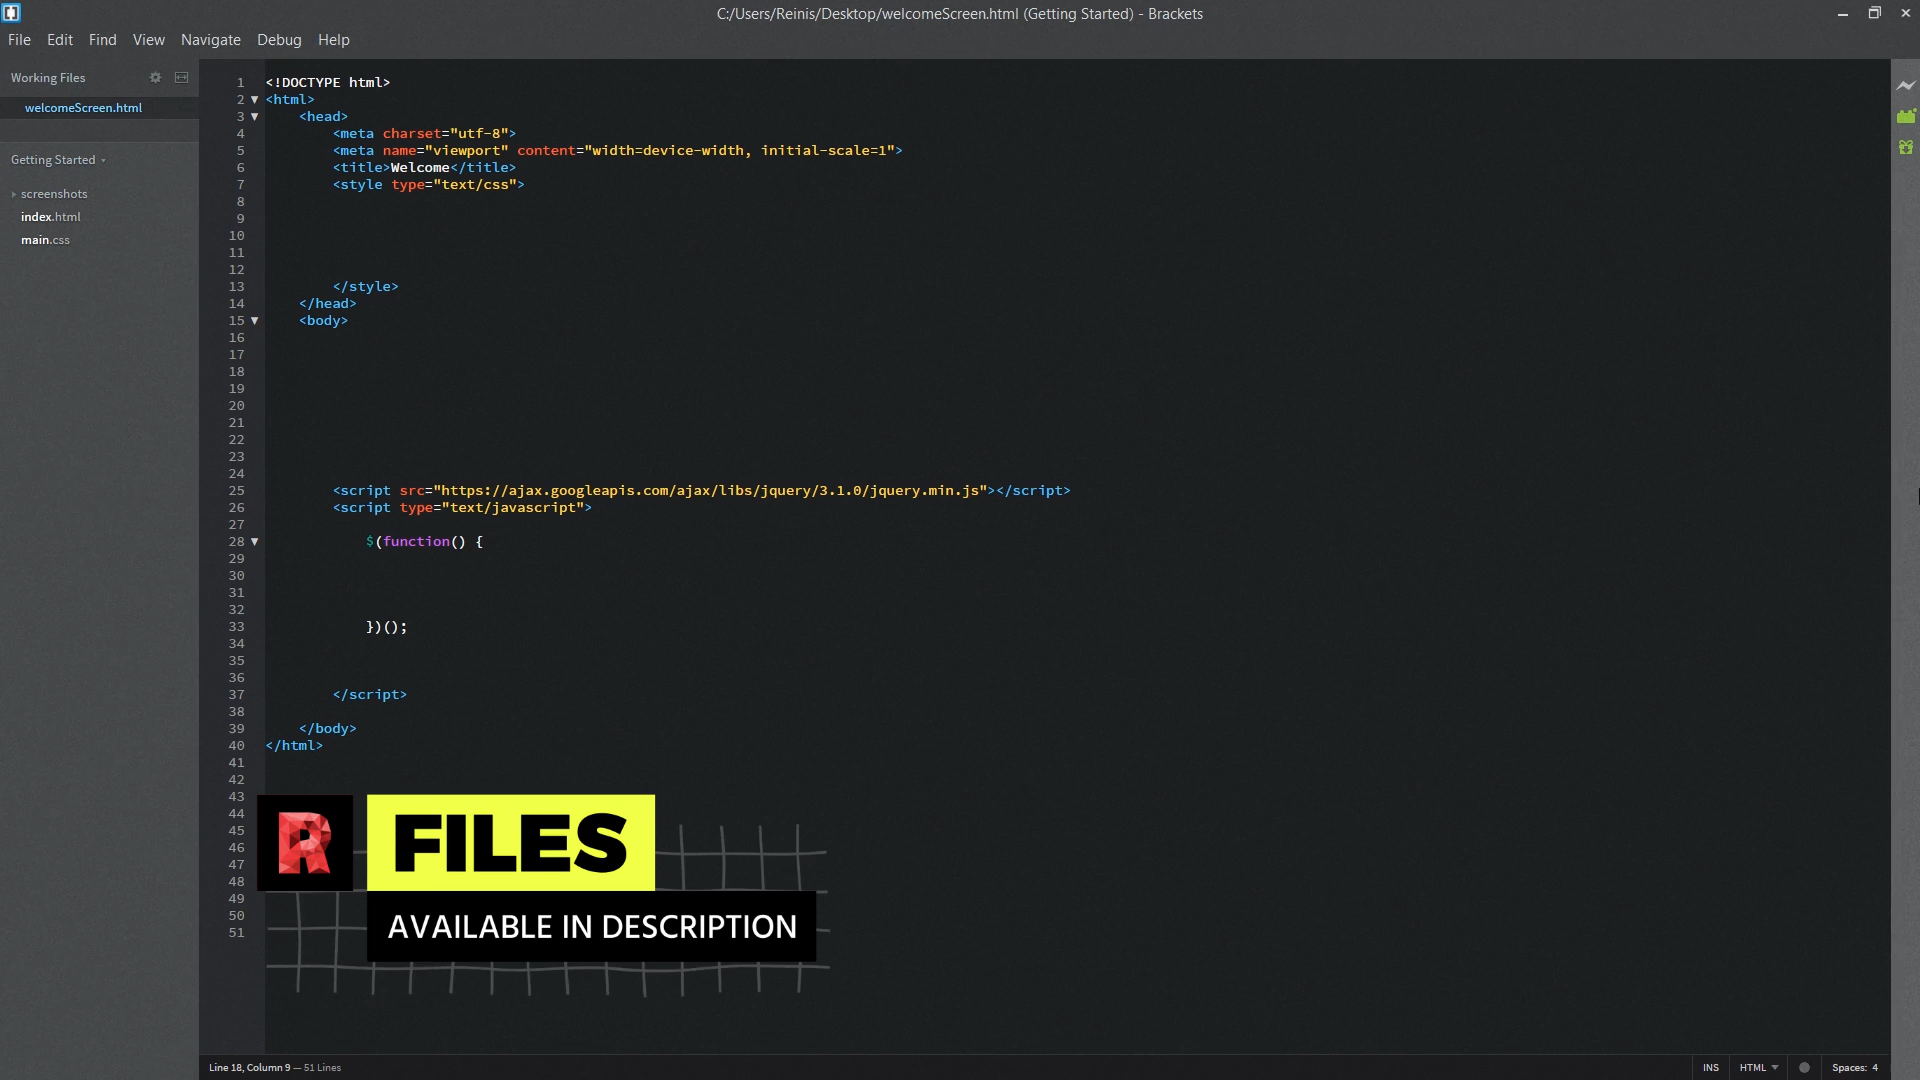 C:/Users/Reinis/Desktop/welcomeScreen.html (Getting Started) - Brackets
File Edit Find View Navigate Debug Help
Working Files
welcomeScreen.html
Getting Started
screenshots
index.html
main.css
1 <!DOCTYPE html>
2 <html>
3 <head>
4 <meta charset="utf-8">
5 <meta name="viewport" content="width=device-width, initial-scale=1">
6 <title>Welcome</title>
7 <style type="text/css">
8
9
10
11
12
13 </style>
14 </head>
15 <body>
16
17
18
19
20
21
22
23
24
25 <script src="https://ajax.googleapis.com/ajax/libs/jquery/3.1.0/jquery.min.js"></script>
26 <script type="text/javascript">
27
28 $(function() {
29
30
31
32
33 })();
34
35
36
37 </script>
38
39 </body>
40 </html>
41
42
43
44
45
46
47
48
49
50
51
R FILES
AVAILABLE IN DESCRIPTION
Line 18, Column 9 — 51 Lines
INS HTML Spaces: 4